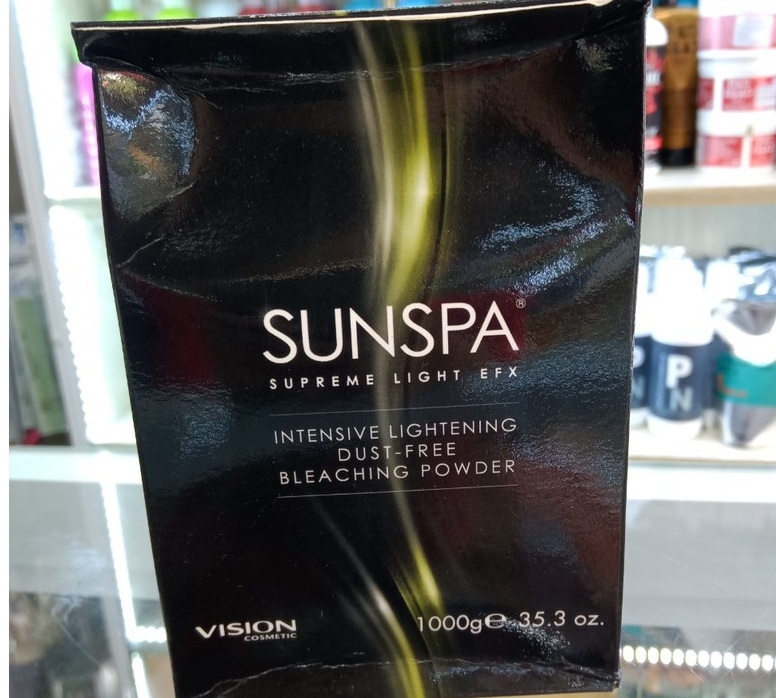 SUNSPA®
SUPREME LIGHT EFX
INTENSIVE LIGHTENING
DUST-FREE
BLEACHING POWDER
VISION
COSMETIC
1000g℮ 35.3 oz.
P
N